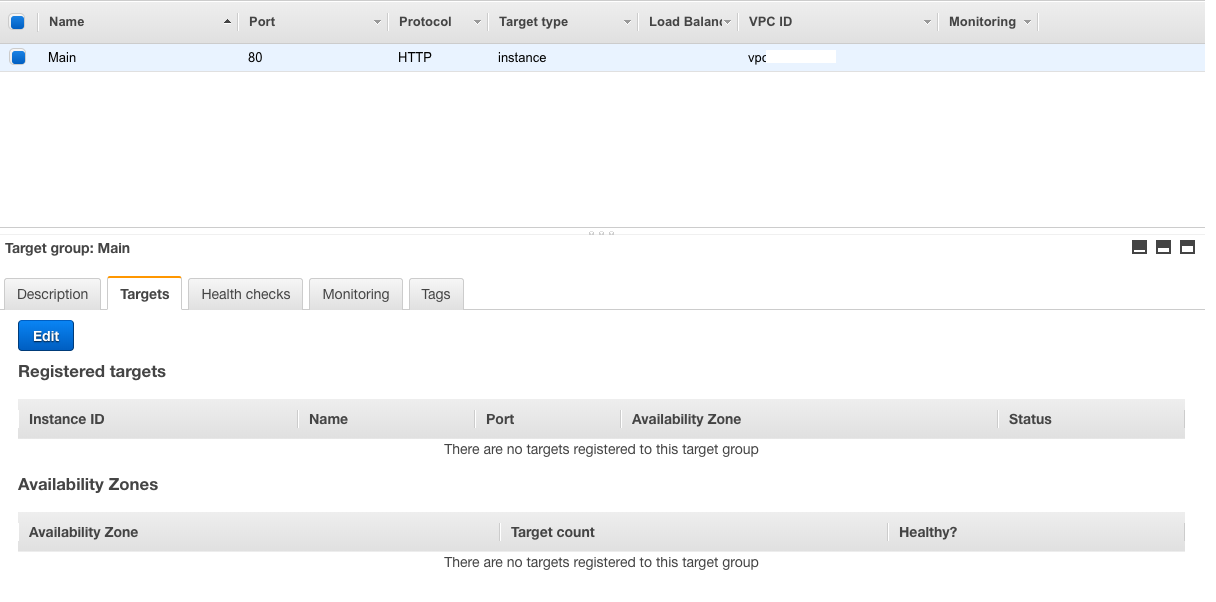 Name Port Protocol Target type Load Balanc VPC ID Monitoring
Main 80 HTTP instance vpc
Target group: Main
Description Targets Health checks Monitoring Tags
Edit
Registered targets
Instance ID Name Port Availability Zone Status
There are no targets registered to this target group
Availability Zones
Availability Zone Target count Healthy?
There are no targets registered to this target group